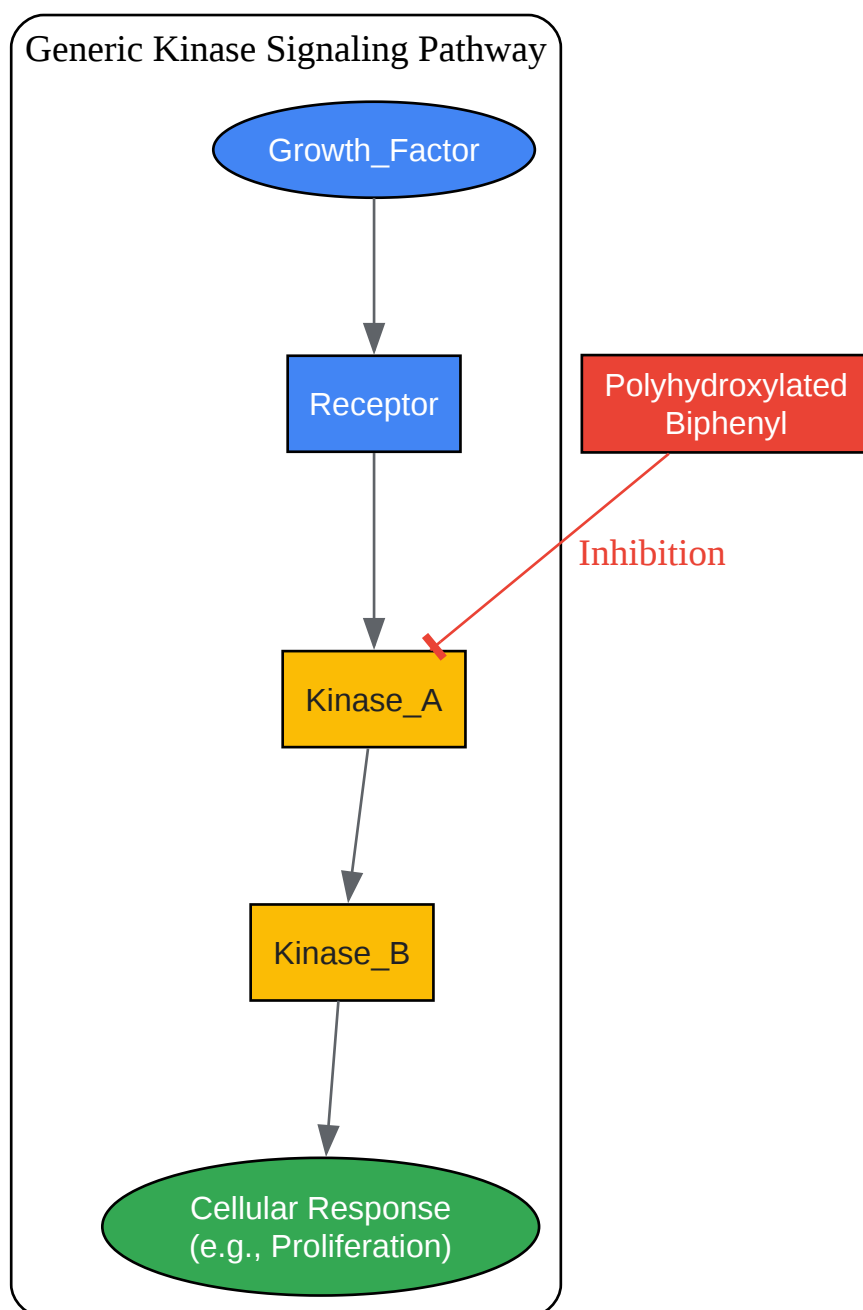 Generic Kinase Signaling Pathway
Growth_Factor
Receptor
Polyhydroxylated
Biphenyl
Inhibition
Kinase_A
Kinase_B
Cellular Response
(e.g., Proliferation)